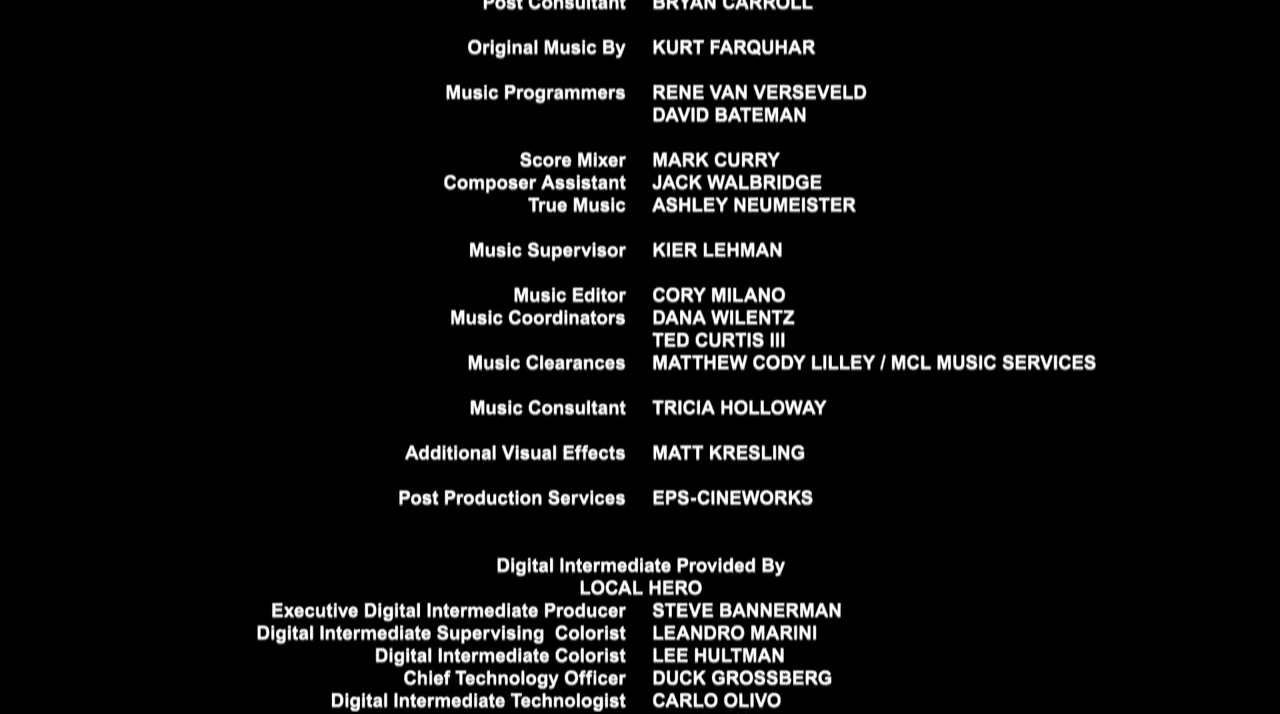 Post Consultant BRYAN CARROLL
Original Music By KURT FARQUHAR
Music Programmers RENE VAN VERSEVELD
DAVID BATEMAN
Score Mixer MARK CURRY
Composer Assistant JACK WALBRIDGE
True Music ASHLEY NEUMEISTER
Music Supervisor KIER LEHMAN
Music Editor CORY MILANO
Music Coordinators DANA WILENTZ
TED CURTIS III
Music Clearances MATTHEW CODY LILLEY / MCL MUSIC SERVICES
Music Consultant TRICIA HOLLOWAY
Additional Visual Effects MATT KRESLING
Post Production Services EPS-CINEWORKS
Digital Intermediate Provided By
LOCAL HERO
Executive Digital Intermediate Producer STEVE BANNERMAN
Digital Intermediate Supervising  Colorist LEANDRO MARINI
Digital Intermediate Colorist LEE HULTMAN
Chief Technology Officer DUCK GROSSBERG
Digital Intermediate Technologist CARLO OLIVO